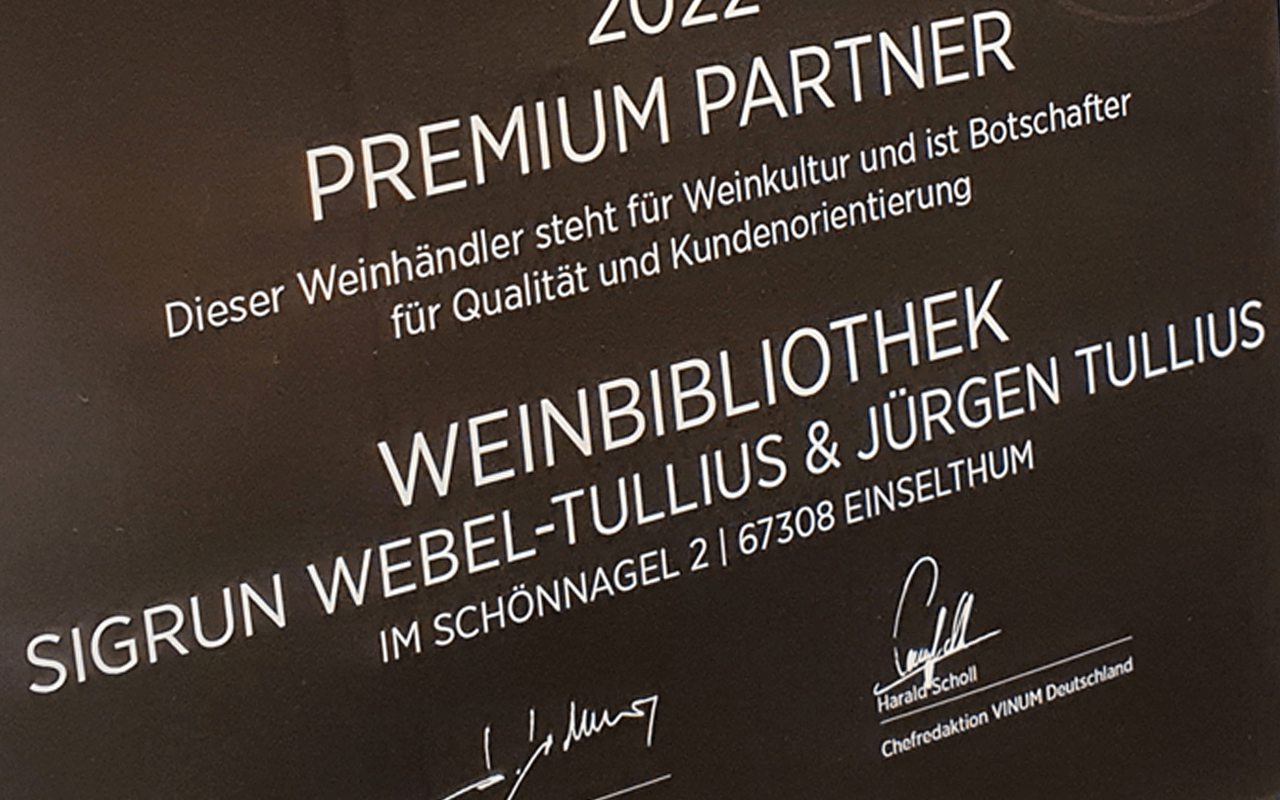 2022
PREMIUM PARTNER
Dieser Weinhändler steht für Weinkultur und ist Botschafter
für Qualität und Kundenorientierung
WEINBIBLIOTHEK
SIGRUN WEBEL-TULLIUS & JÜRGEN TULLIUS
IM SCHÖNNAGEL 2 | 67308 EINSELTHUM
Harald Scholl
Chefredaktion VINUM Deutschland